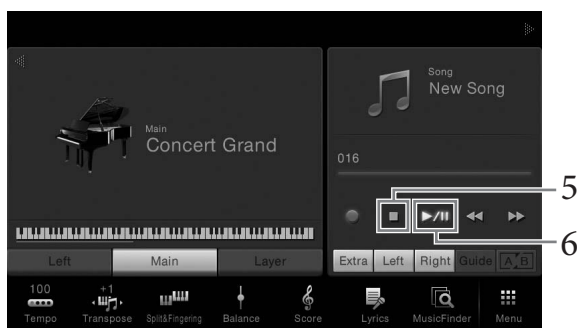 Song
New Song
Main
Concert Grand
016
5
6
Left
Main
Layer
Extra
Left
Right
Guide
A B
100
+1
Tempo
Transpose
Split&Fingering
Balance
Score
Lyrics
MusicFinder
Menu